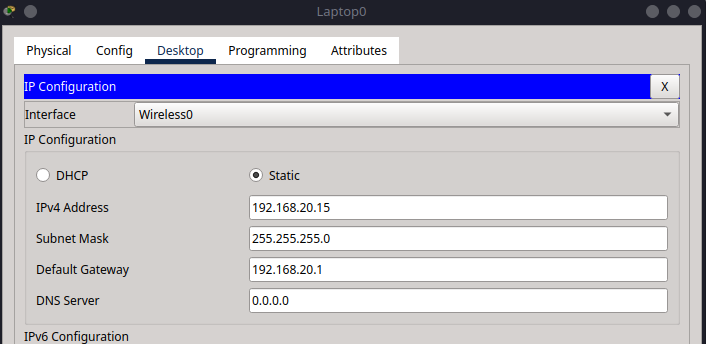 Laptop0
Physical Config Desktop Programming Attributes
IP Configuration X
Interface Wireless0
IP Configuration
DHCP Static
IPv4 Address 192.168.20.15
Subnet Mask 255.255.255.0
Default Gateway 192.168.20.1
DNS Server 0.0.0.0
IPv6 Configuration